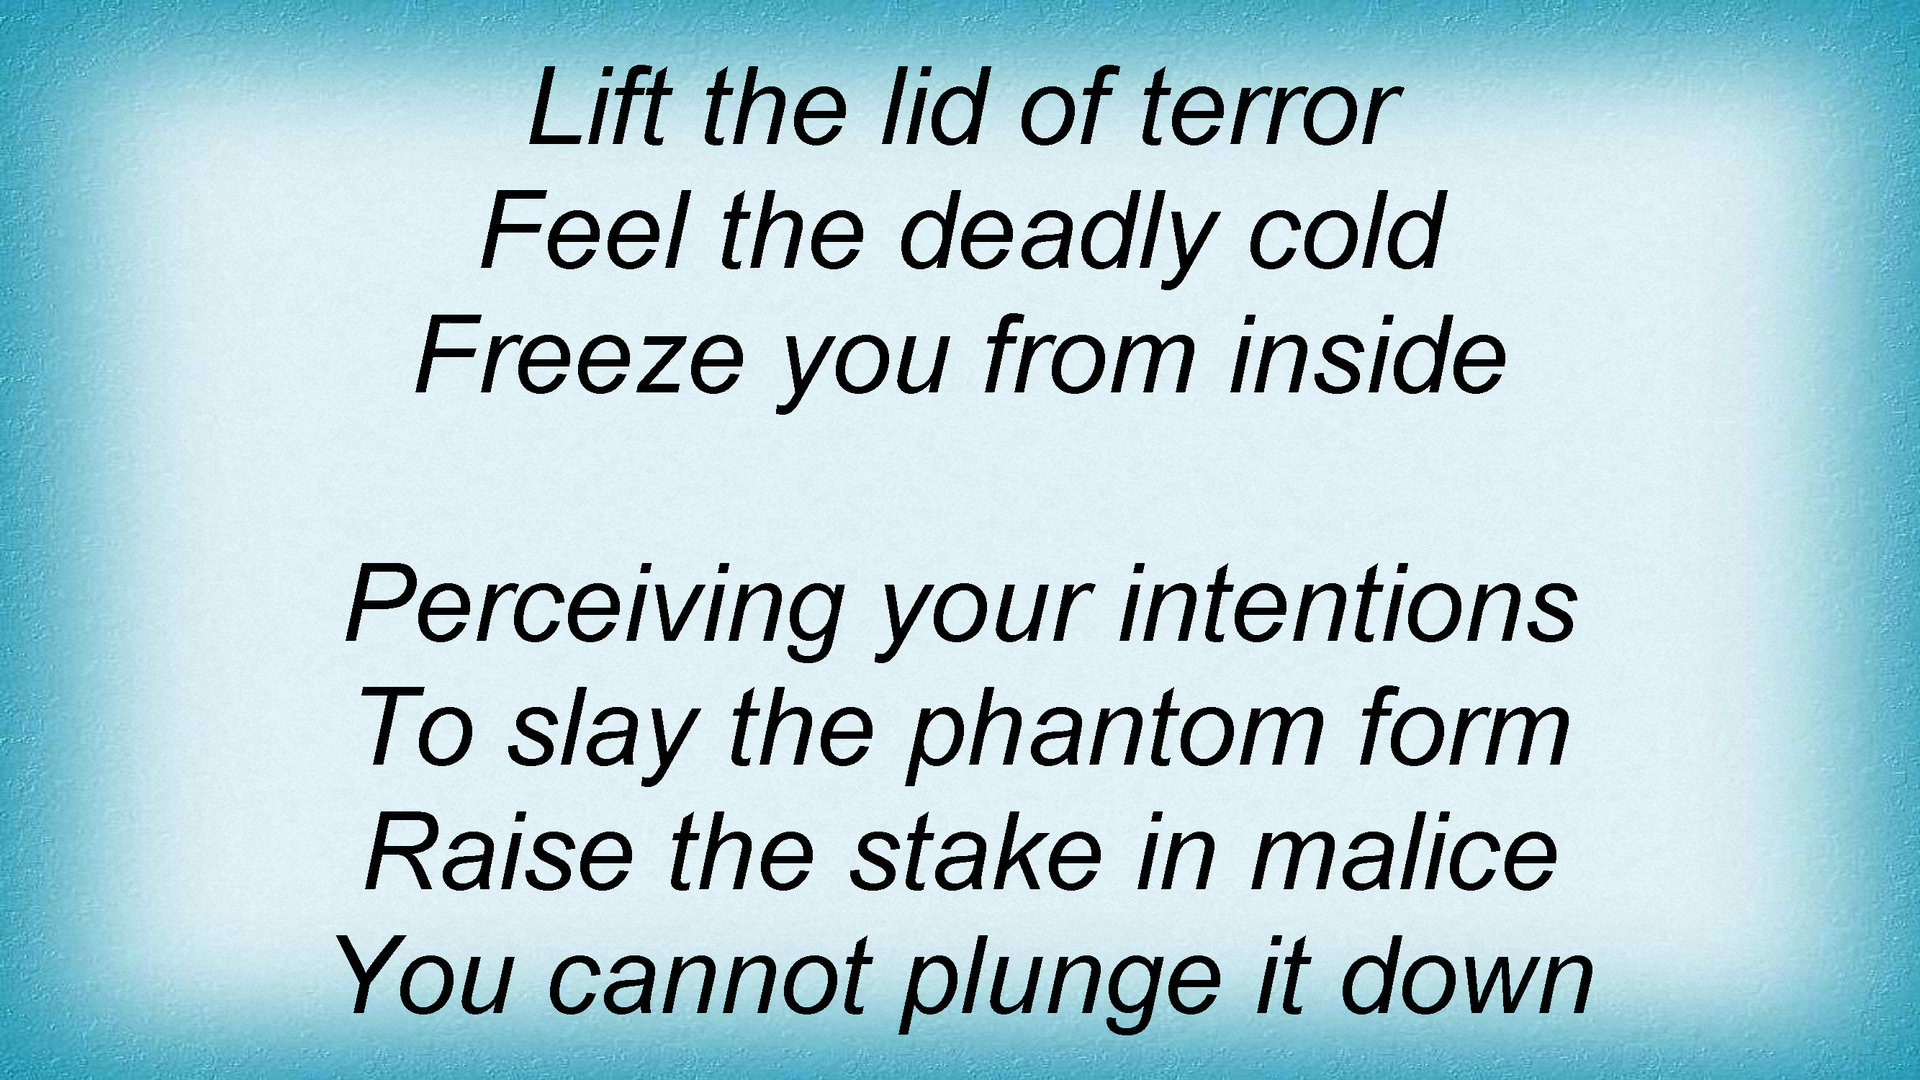 Lift the lid of terror
Feel the deadly cold
Freeze you from inside
Perceiving your intentions
To slay the phantom form
Raise the stake in malice
You cannot plunge it down